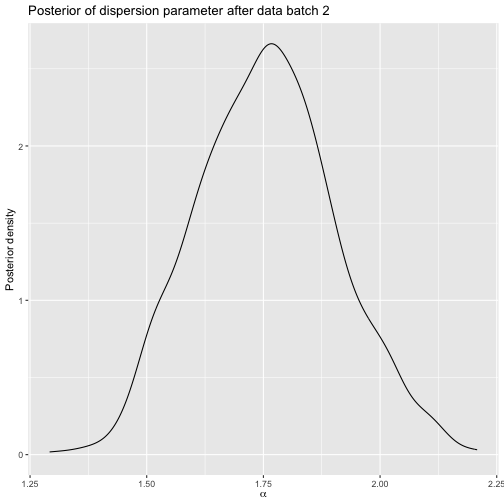 Posterior of dispersion parameter after data batch 2
Posterior density
2
1
0
1.25 1.50 1.75 2.00 2.25
α